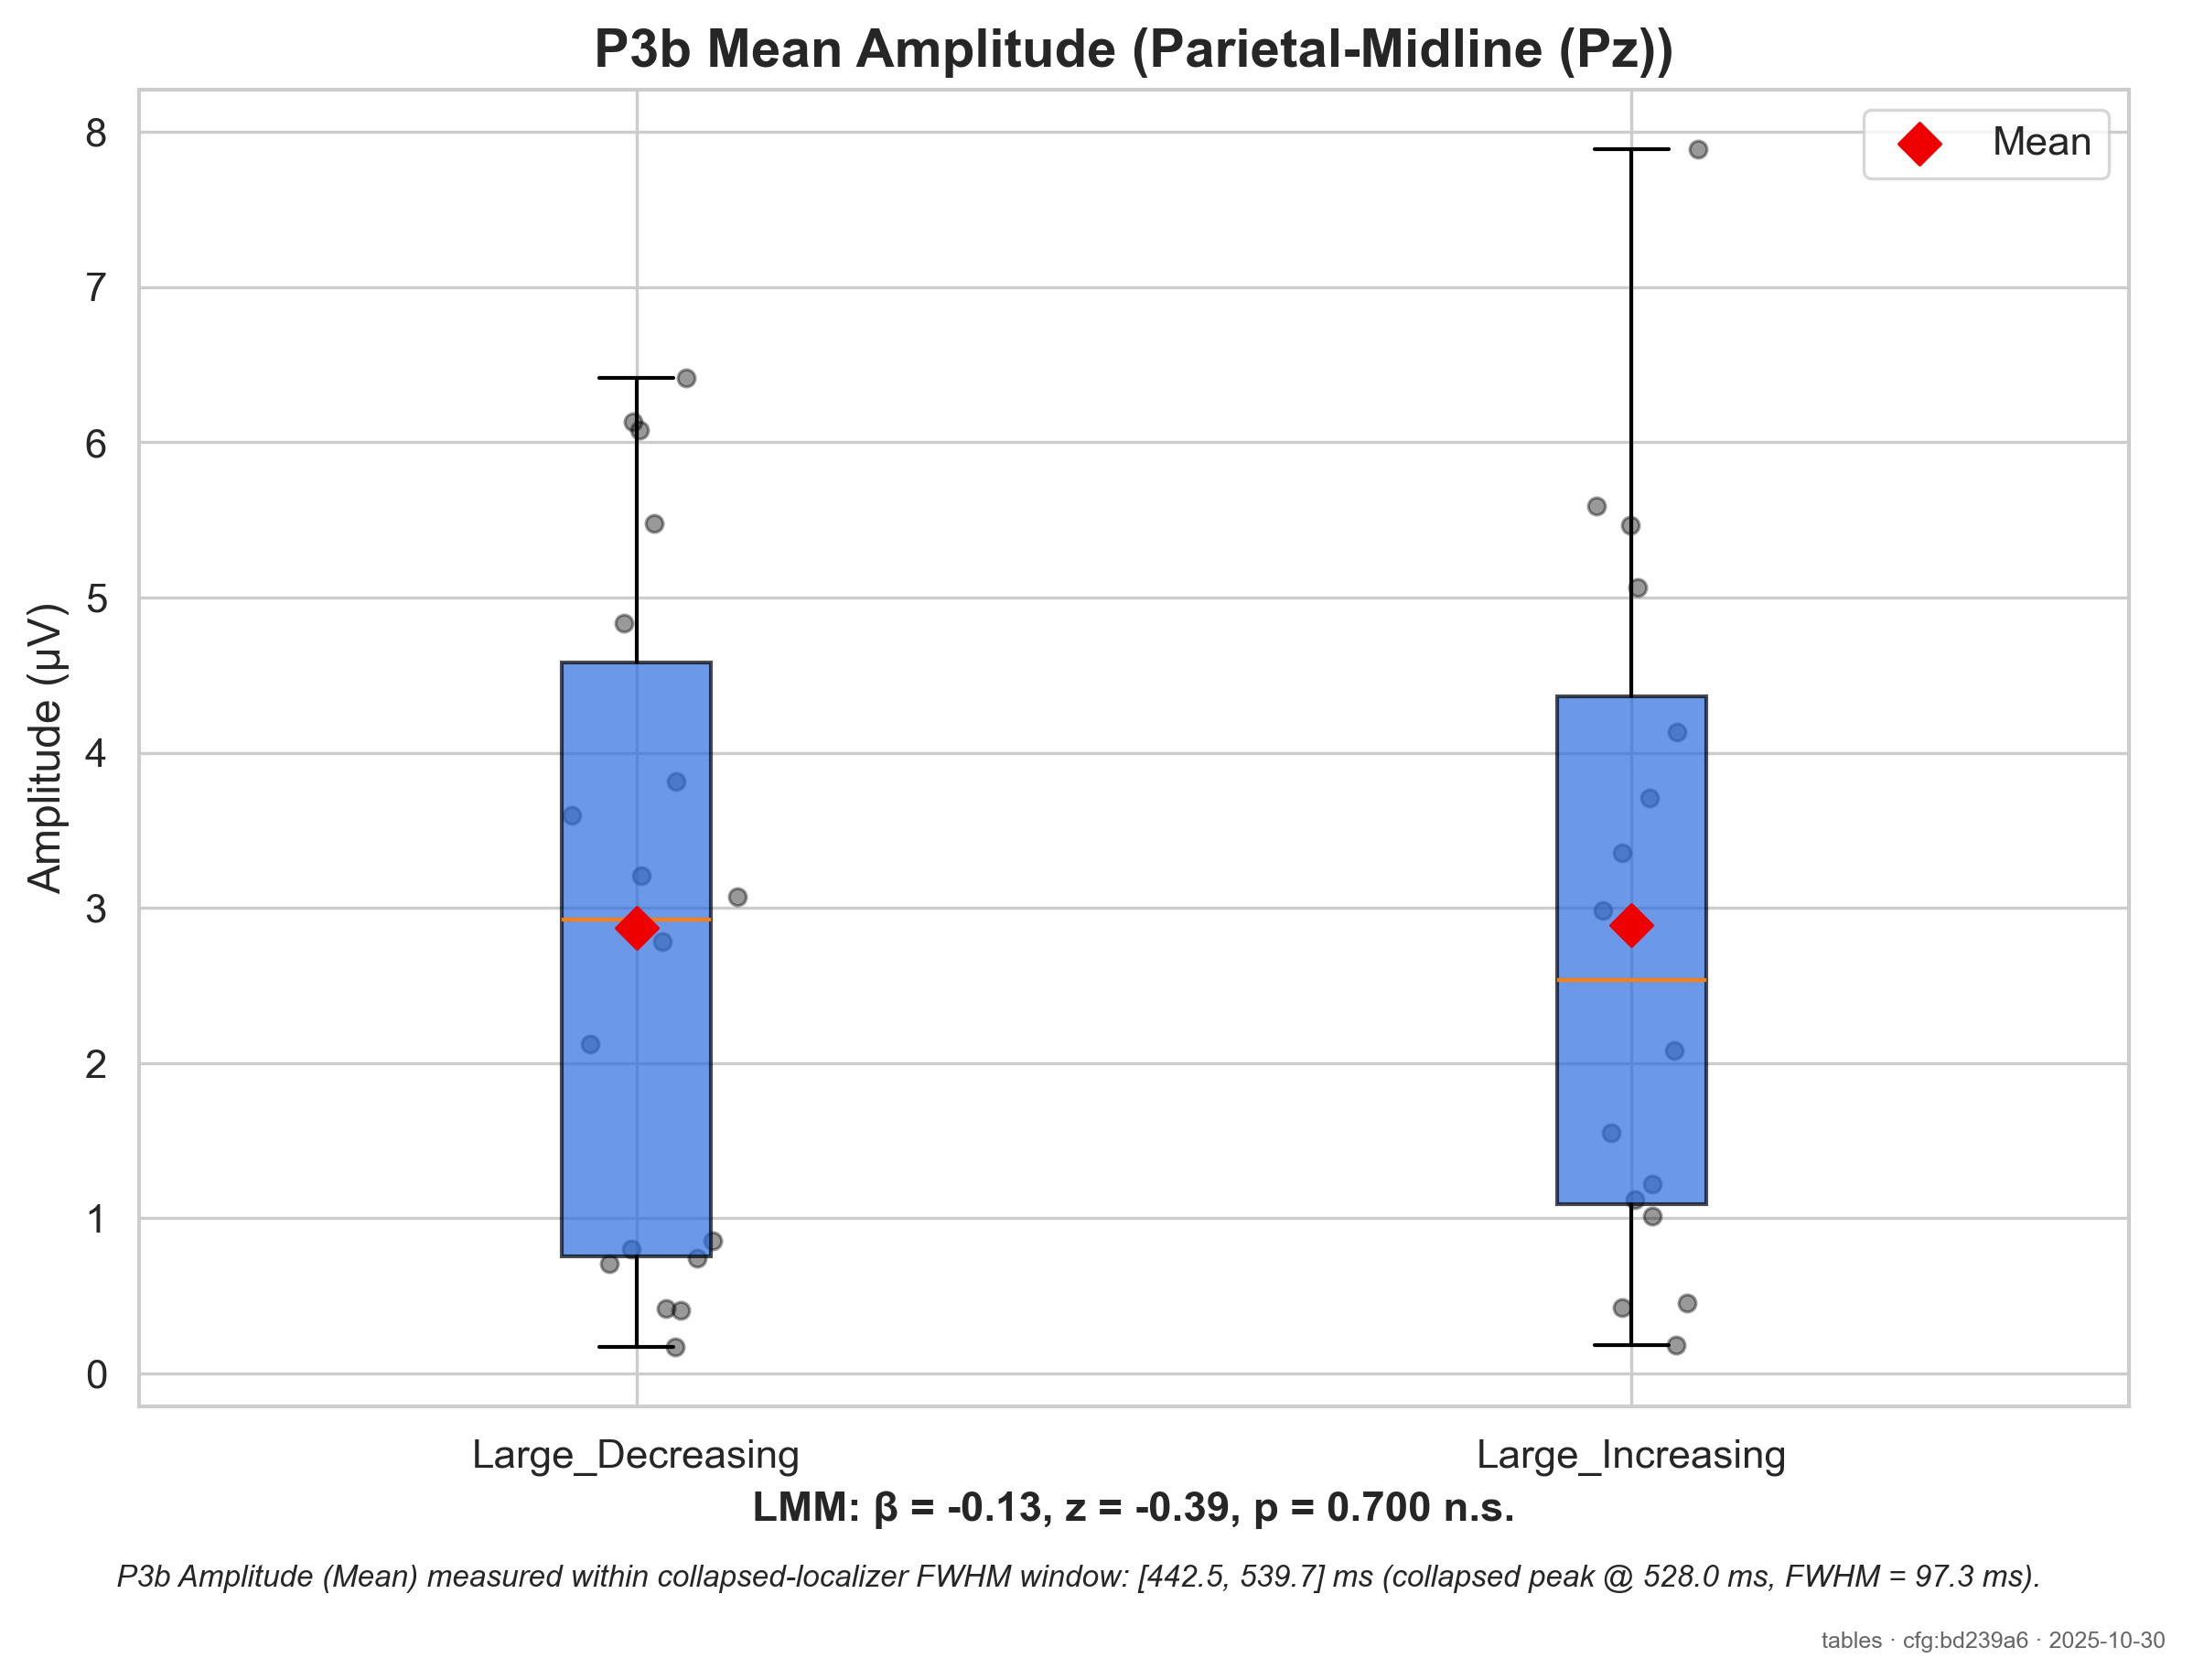 P3b Mean Amplitude (Parietal-Midline (Pz))
Mean
8
7
6
5
4
3
2
1
0
Amplitude (µV)
Large_Decreasing
Large_Increasing
LMM: β = -0.13, z = -0.39, p = 0.700 n.s.
P3b Amplitude (Mean) measured within collapsed-localizer FWHM window: [442.5, 539.7] ms (collapsed peak @ 528.0 ms, FWHM = 97.3 ms).
tables · cfg:bd239a6 · 2025-10-30